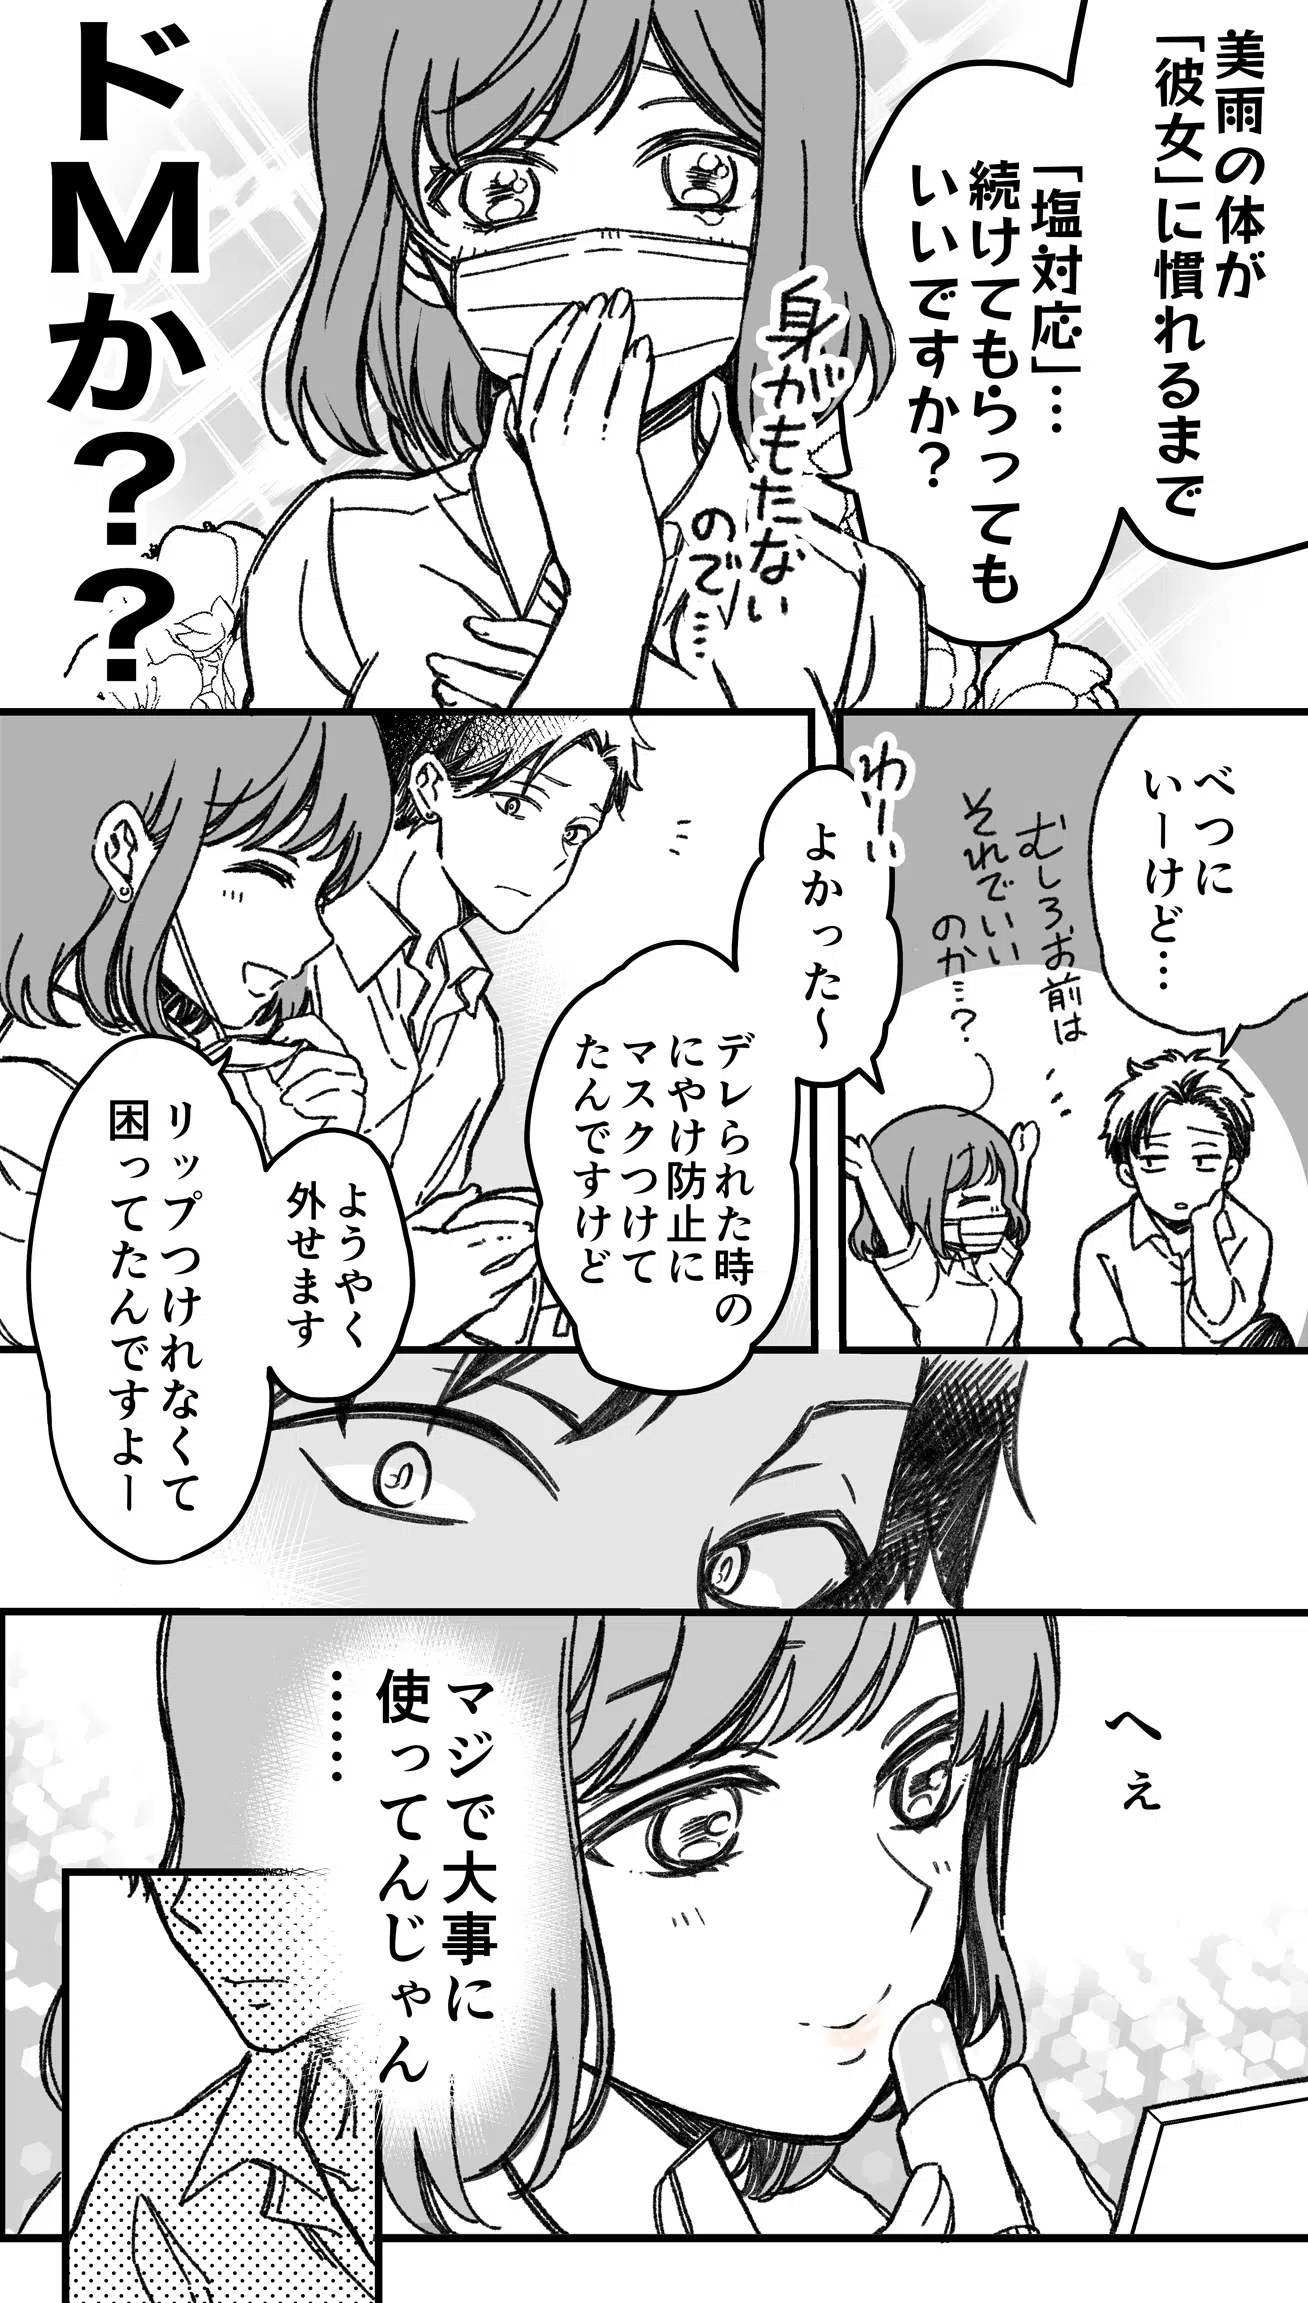 美雨の体が
「彼女」に慣れるまで
「塩対応」…
続けてもらっても
いいですか？
身がもたない
ので…
ドMか？？
べつに
いーけど…
むしろお前は
それでいい
のか…？
わーい
よかった～
デレられた時の
にやけ防止に
マスクつけて
たんですけど
ようやく
外せます
リップつけれなくて
困ってたんですよー
へぇ
マジで大事に
使ってんじゃん
……